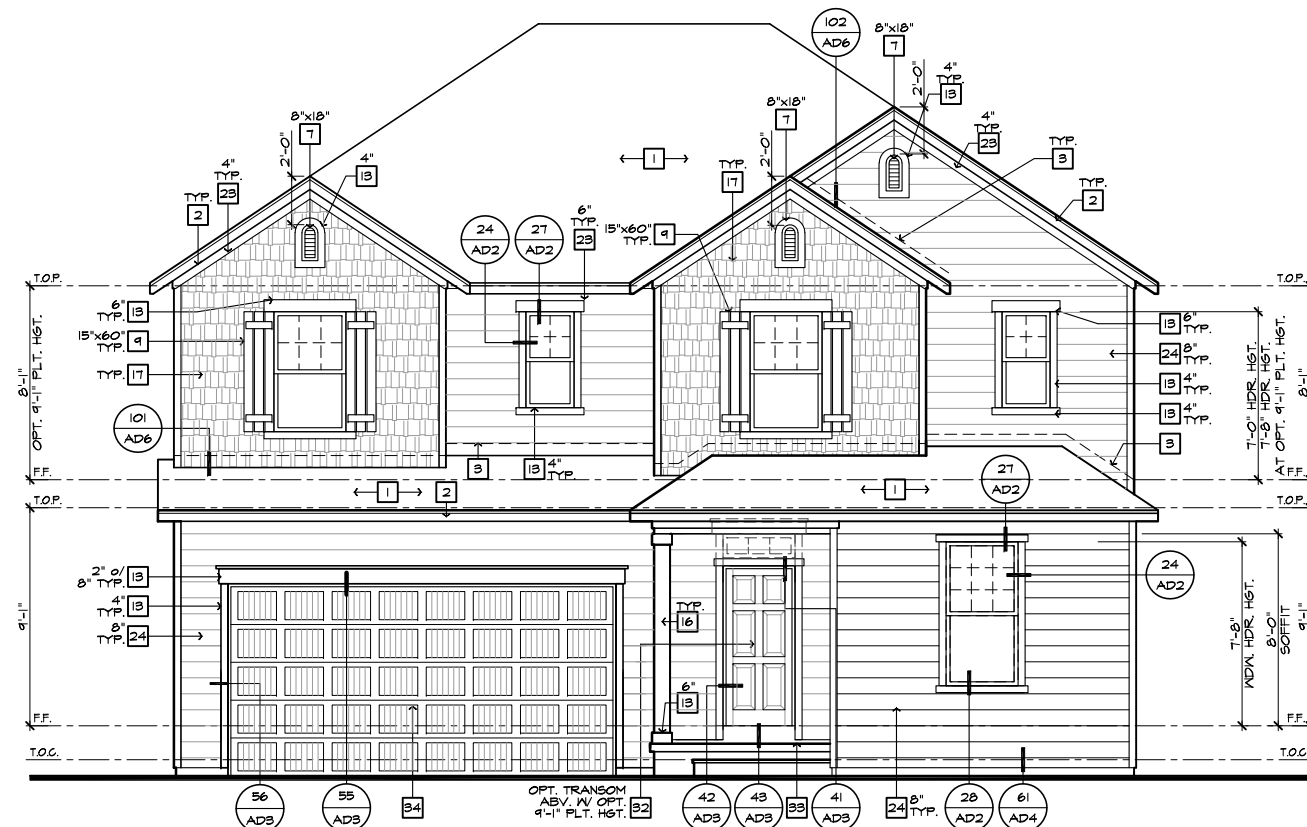 102
AD6
8"x18"
7
4"
TYP.
13
2'-0"
8"x18"
7
4"
TYP.
23
8"x18"
7
2'-0"
4"
13
TYP.
3
1
2'-0"
TYP.
17
4"
TYP.
23
TYP.
2
TYP.
2
24
AD2
27
AD2
6"
TYP.
23
15"x60"
TYP. 9
T.O.P.
T.O.P.
6"
TYP. 13
15"x60"
TYP. 9
TYP. 17
13 6"
TYP.
24 8"
TYP.
13 4"
TYP.
13 4"
TYP.
8'-1"
OPT. 9'-1" PLT. HGT.
7'-0" HDR. HGT.
7'-8" HDR. HGT.
AT OPT. 9'-1" PLT. HGT.
8'-1"
101
AD6
3
13 4"
TYP.
3
F.F.
F.F.
1
2
1
27
AD2
T.O.P.
T.O.P.
2" o/
8" TYP. 13
4"
TYP. 13
8"
TYP. 24
9'-1"
TYP.
16
24
AD2
7'-8"
WDW. HDR. HGT.
8'-0"
SOFFIT
9'-1"
6"
13
F.F.
F.F.
T.O.C.
T.O.C.
56
AD3
55
AD3
34
OPT. TRANSOM
ABV. W/ OPT.
9'-1" PLT. HGT.
32
42
AD3
43
AD3
33
41
AD3
24 8"
TYP.
28
AD2
61
AD4